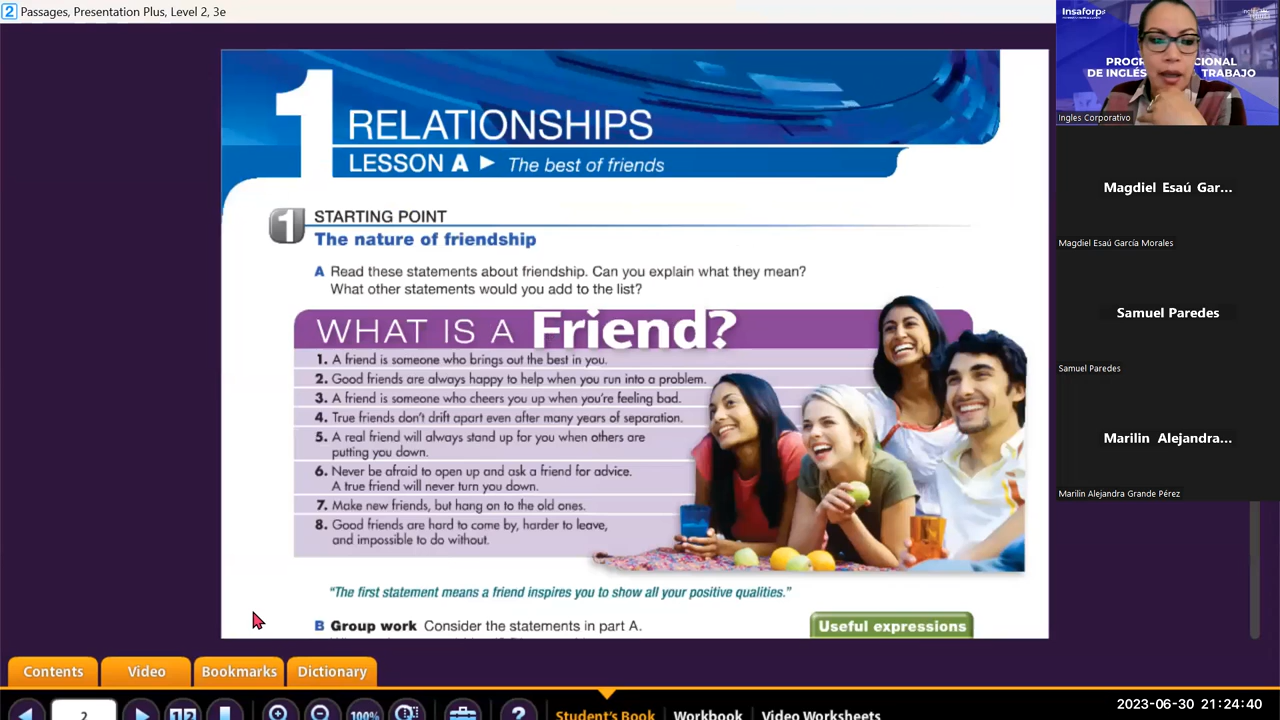 2 Passages, Presentation Plus, Level 2, 3e
1 RELATIONSHIPS
LESSON A ► The best of friends
1 STARTING POINT
The nature of friendship
A Read these statements about friendship. Can you explain what they mean?
What other statements would you add to the list?
WHAT IS A Friend?
1. A friend is someone who brings out the best in you.
2. Good friends are always happy to help when you run into a problem.
3. A friend is someone who cheers you up when you're feeling bad.
4. True friends don't drift apart even after many years of separation.
5. A real friend will always stand up for you when others are
putting you down.
6. Never be afraid to open up and ask a friend for advice.
A true friend will never turn you down.
7. Make new friends, but hang on to the old ones.
8. Good friends are hard to come by, harder to leave,
and impossible to do without.
"The first statement means a friend inspires you to show all your positive qualities."
B Group work Consider the statements in part A.
Useful expressions
Contents Video Bookmarks Dictionary
2 1 2 100% ?
Student's Book Workbook Video Worksheets
Insaforp
DE INGLÉS TRABAJO
Ingles Corporativo
Magdiel Esaú Gar...
Magdiel Esaú García Morales
Samuel Paredes
Samuel Paredes
Marilin Alejandra...
Marilin Alejandra Grande Pérez
2023-06-30 21:24:40